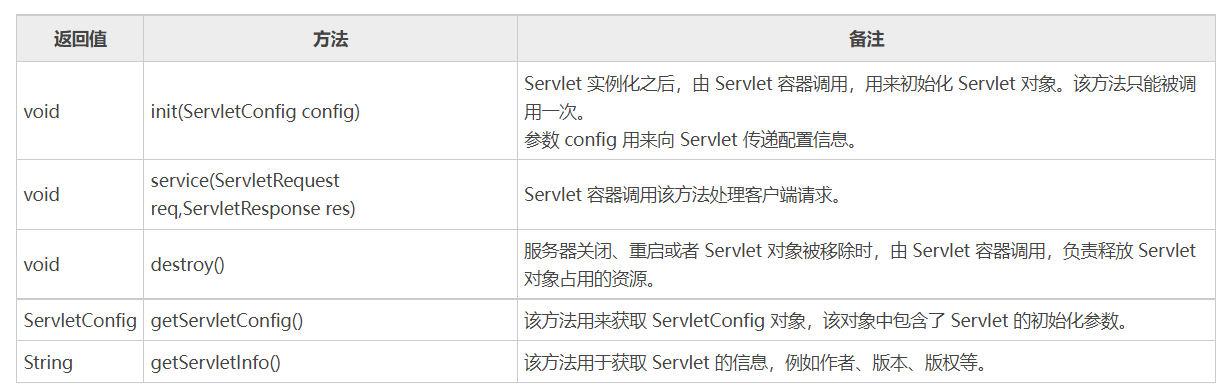 返回值 方法 备注
void init(ServletConfig config) Servlet 实例化之后，由 Servlet 容器调用，用来初始化 Servlet 对象。该方法只能被调
用一次。
参数 config 用来向 Servlet 传递配置信息。
void service(ServletRequest
req,ServletResponse res) Servlet 容器调用该方法处理客户端请求。
void destroy() 服务器关闭、重启或者 Servlet 对象被移除时，由 Servlet 容器调用，负责释放 Servlet
对象占用的资源。
ServletConfig getServletConfig() 该方法用来获取 ServletConfig 对象，该对象中包含了 Servlet 的初始化参数。
String getServletInfo() 该方法用于获取 Servlet 的信息，例如作者、版本、版权等。